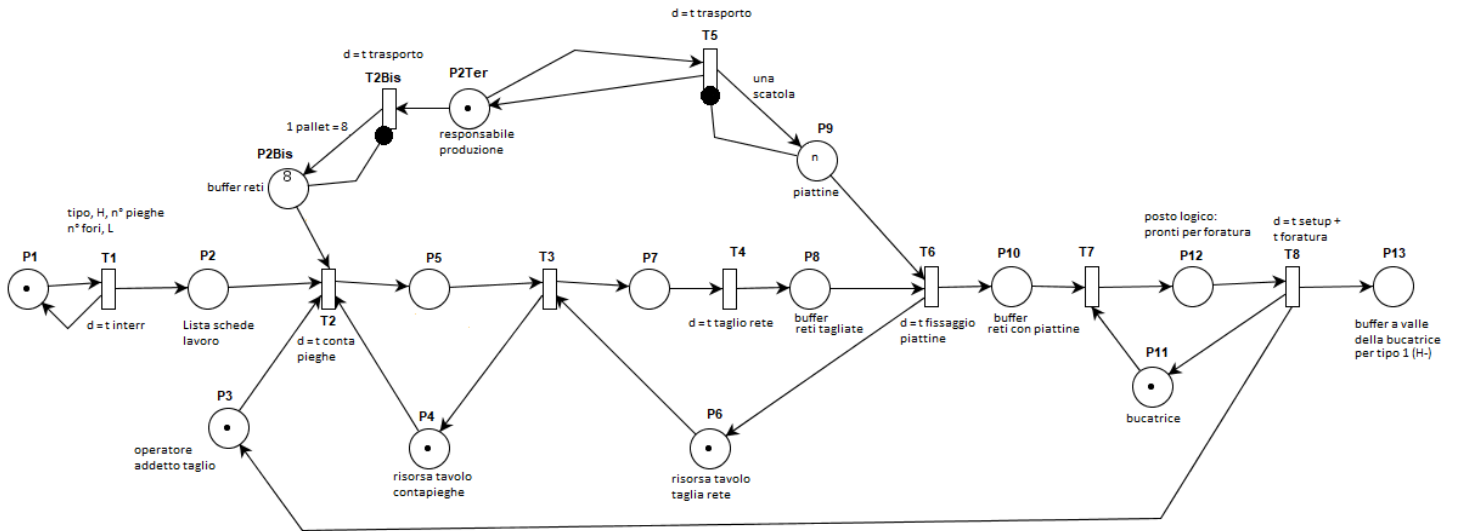 d = t trasporto
T5
d = t trasporto
T2Bis
P2Ter
una
scatola
1 pallet = 8
responsabile
produzione
P9
n
piattine
P2Bis
8
buffer reti
tipo, H, n° pieghe
n° fori, L
posto logico:
pronti per foratura
d = t setup +
t foratura
P1
T1
P2
P5
T3
P7
T4
P8
T6
P10
T7
P12
T8
P13
d = t interr
Lista schede
lavoro
T2
d = t conta
pieghe
d = t taglio rete
buffer
reti tagliate
d = t fissaggio
piattine
buffer
reti con piattine
buffer a valle
della bucatrice
per tipo 1 (H-)
P11
bucatrice
P3
operatore
addetto taglio
P4
risorsa tavolo
contapieghe
P6
risorsa tavolo
taglia rete